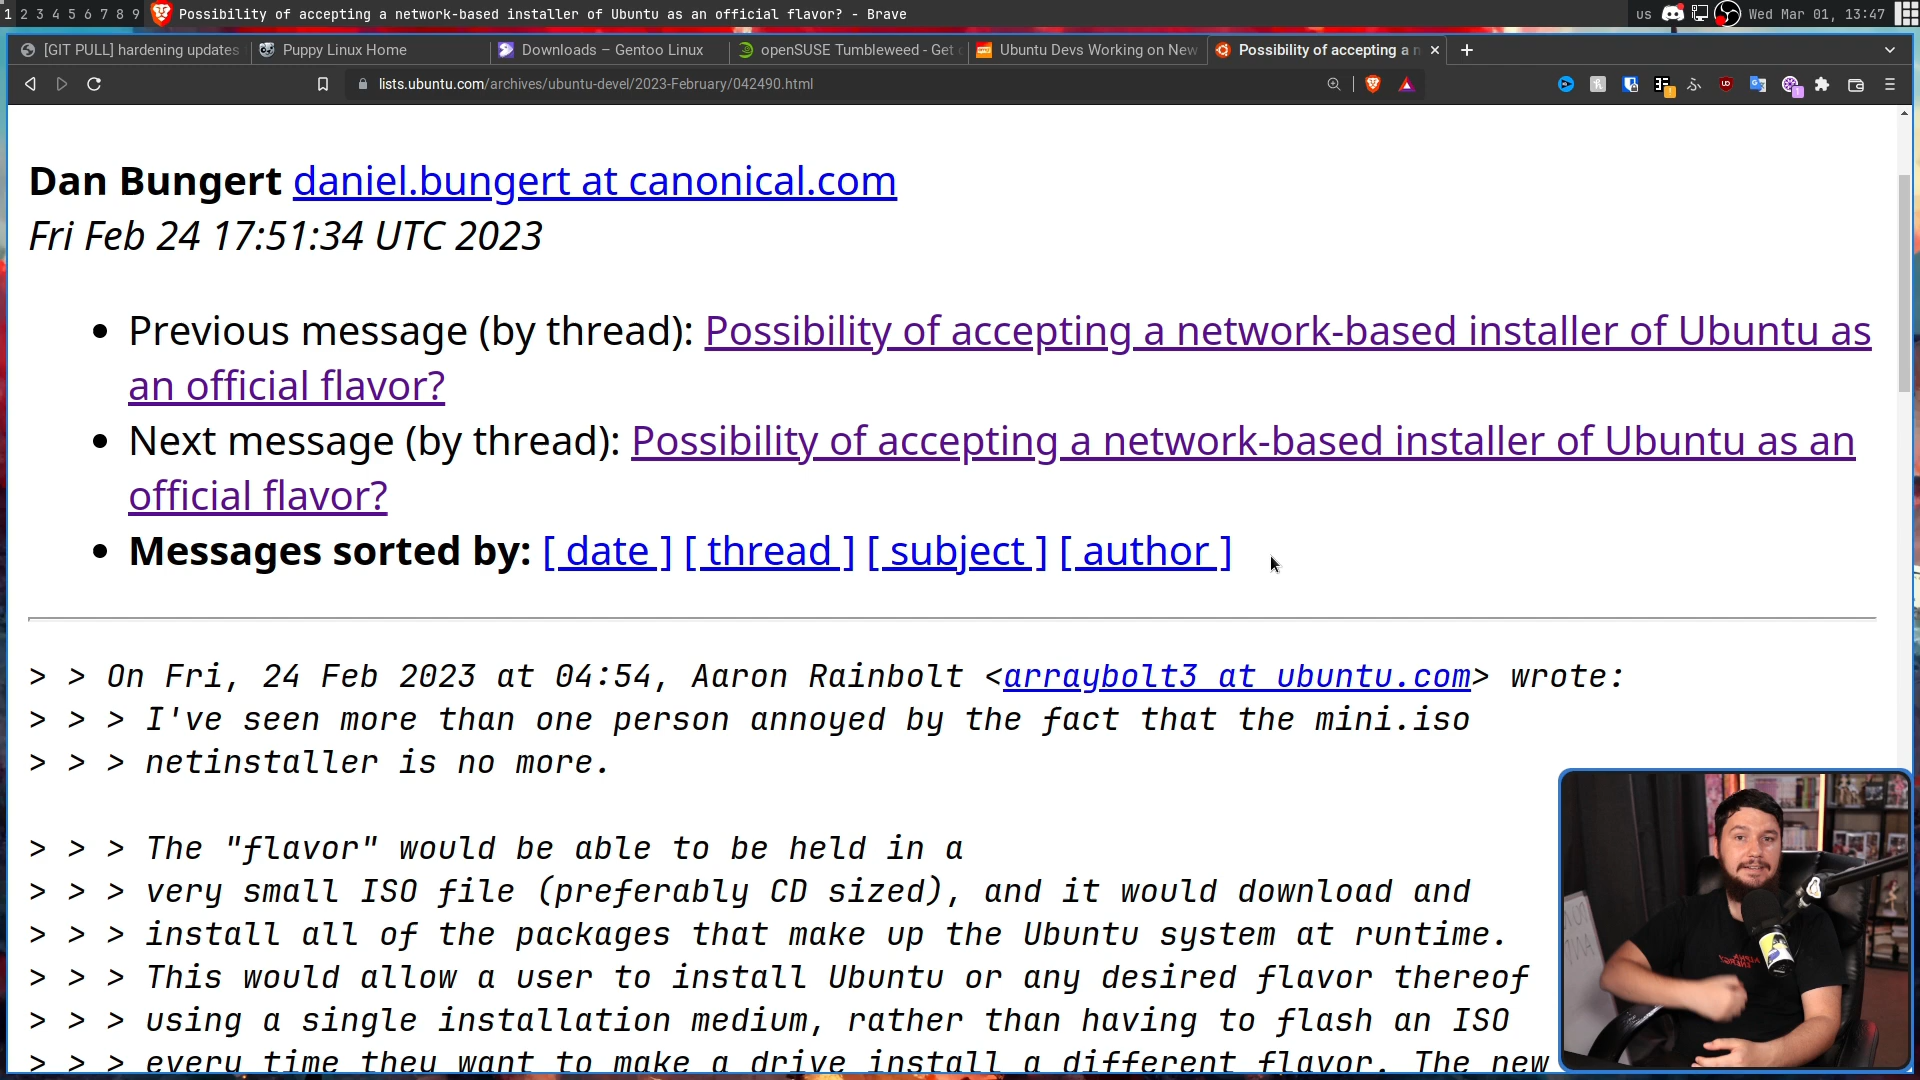 1 2 3 4 5 6 7 8 9 Possibility of accepting a network-based installer of Ubuntu as an official flavor? - Brave us Wed Mar 01, 13:47
[GIT PULL] hardening updates Puppy Linux Home Downloads – Gentoo Linux openSUSE Tumbleweed - Get Ubuntu Devs Working on New Possibility of accepting a n
lists.ubuntu.com/archives/ubuntu-devel/2023-February/042490.html
Dan Bungert daniel.bungert at canonical.com
Fri Feb 24 17:51:34 UTC 2023
• Previous message (by thread): Possibility of accepting a network-based installer of Ubuntu as
an official flavor?
• Next message (by thread): Possibility of accepting a network-based installer of Ubuntu as an
official flavor?
• Messages sorted by: [ date ] [ thread ] [ subject ] [ author ]
> > On Fri, 24 Feb 2023 at 04:54, Aaron Rainbolt <arraybolt3 at ubuntu.com> wrote:
> > > I've seen more than one person annoyed by the fact that the mini.iso
> > > netinstaller is no more.
> > > The "flavor" would be able to be held in a
> > > very small ISO file (preferably CD sized), and it would download and
> > > install all of the packages that make up the Ubuntu system at runtime.
> > > This would allow a user to install Ubuntu or any desired flavor thereof
> > > using a single installation medium, rather than having to flash an ISO
> > > every time they want to make a drive install a different flavor. The new